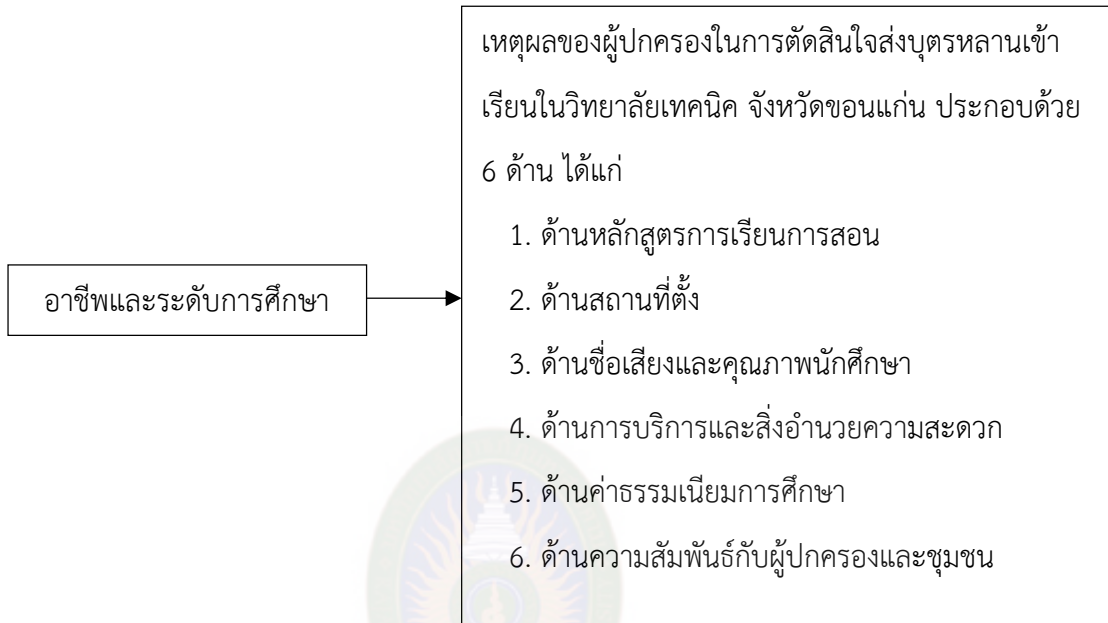 เหตุผลของผู้ปกครองในการตัดสินใจส่งบุตรหลานเข้า
เรียนในวิทยาลัยเทคนิค จังหวัดขอนแก่น ประกอบด้วย
6 ด้าน ได้แก่
1. ด้านหลักสูตรการเรียนการสอน
อาชีพและระดับการศึกษา
2. ด้านสถานที่ตั้ง
3. ด้านชื่อเสียงและคุณภาพนักศึกษา
4. ด้านการบริการและสิ่งอำนวยความสะดวก
5. ด้านค่าธรรมเนียมการศึกษา
6. ด้านความสัมพันธ์กับผู้ปกครองและชุมชน